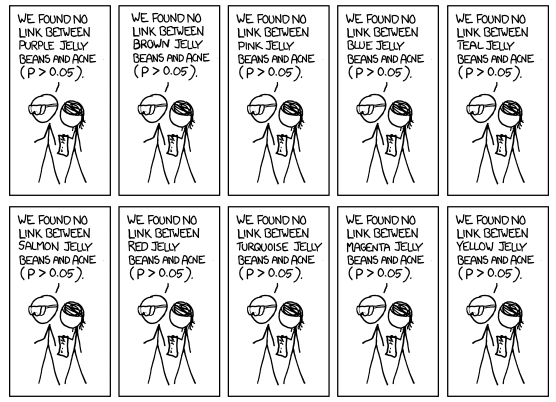 WE FOUND NO
LINK BETWEEN
PURPLE JELLY
BEANS AND ACNE
(P > 0.05).
WE FOUND NO
LINK BETWEEN
BROWN JELLY
BEANS AND ACNE
(P > 0.05).
WE FOUND NO
LINK BETWEEN
PINK JELLY
BEANS AND ACNE
(P > 0.05).
WE FOUND NO
LINK BETWEEN
BLUE JELLY
BEANS AND ACNE
(P > 0.05).
WE FOUND NO
LINK BETWEEN
TEAL JELLY
BEANS AND ACNE
(P > 0.05).
WE FOUND NO
LINK BETWEEN
SALMON JELLY
BEANS AND ACNE
(P > 0.05).
WE FOUND NO
LINK BETWEEN
RED JELLY
BEANS AND ACNE
(P > 0.05).
WE FOUND NO
LINK BETWEEN
TURQUOISE JELLY
BEANS AND ACNE
(P > 0.05).
WE FOUND NO
LINK BETWEEN
MAGENTA JELLY
BEANS AND ACNE
(P > 0.05).
WE FOUND NO
LINK BETWEEN
YELLOW JELLY
BEANS AND ACNE
(P > 0.05).